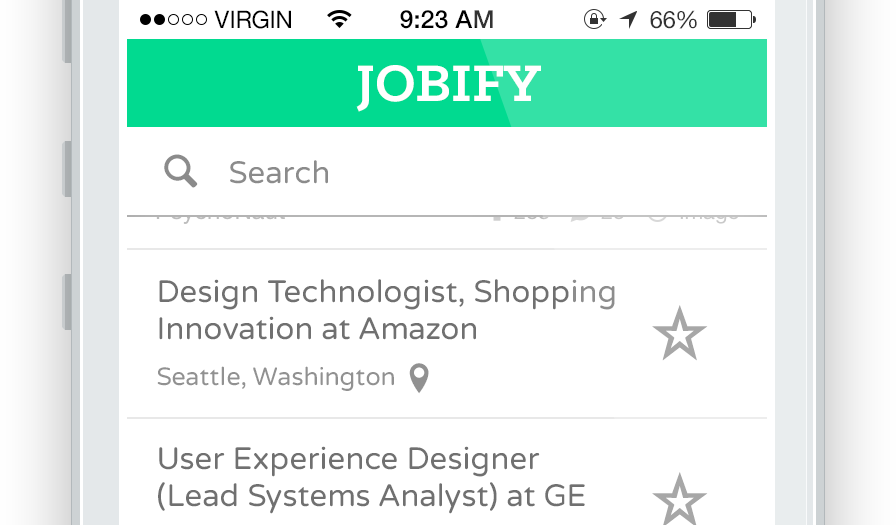 VIRGIN 9:23 AM 66%
JOBIFY
Search
Design Technologist, Shopping
Innovation at Amazon
Seattle, Washington
User Experience Designer
(Lead Systems Analyst) at GE